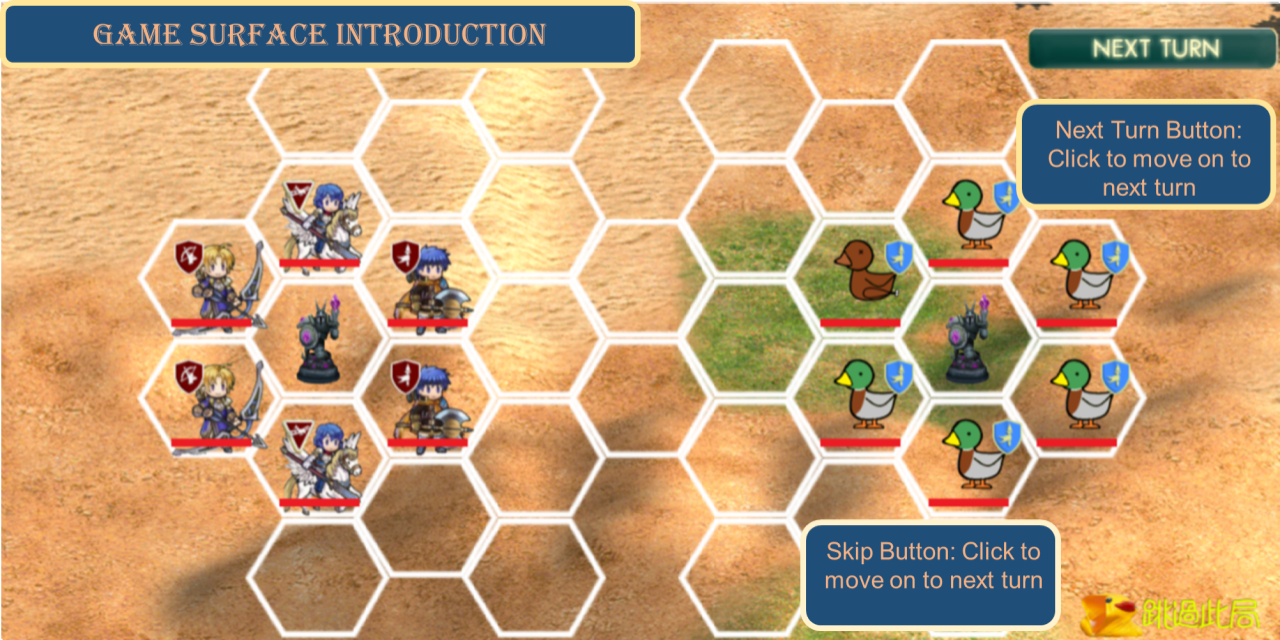 GAME SURFACE INTRODUCTION
NEXT TURN
Next Turn Button:
Click to move on to
next turn
Skip Button: Click to
move on to next turn
跳過此局